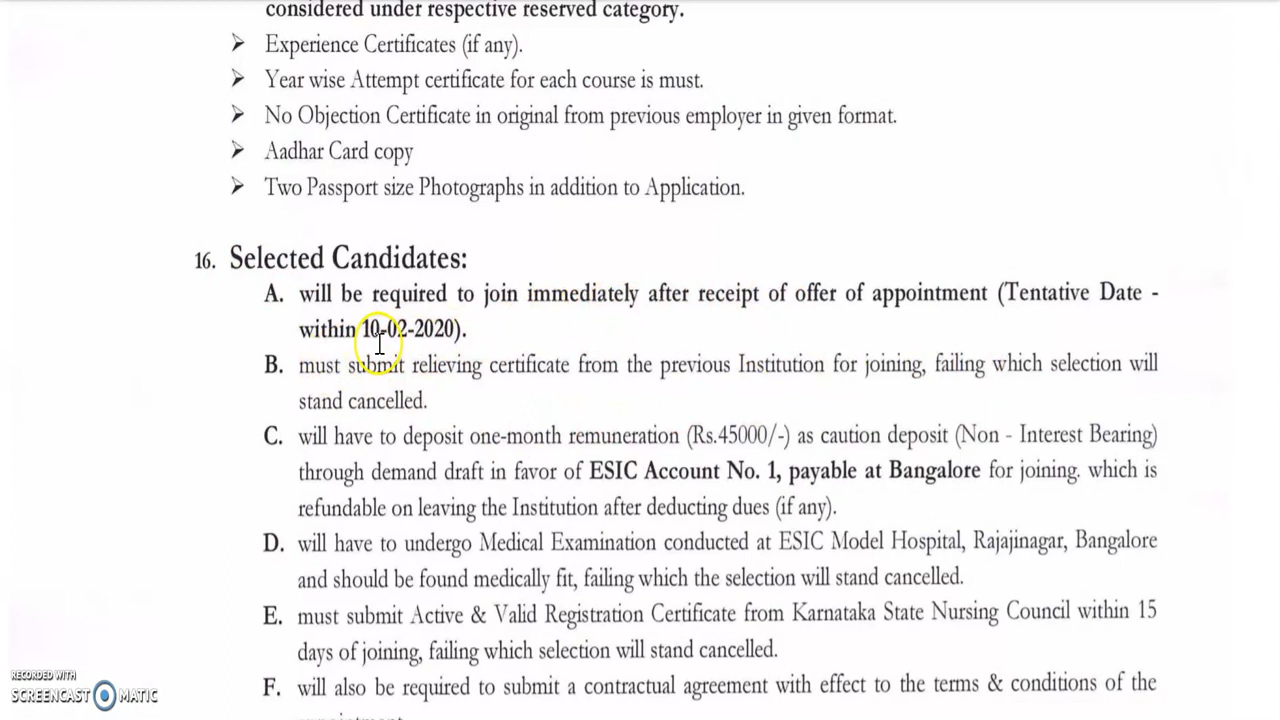 considered under respective reserved category.
➢ Experience Certificates (if any).
➢ Year wise Attempt certificate for each course is must.
➢ No Objection Certificate in original from previous employer in given format.
➢ Aadhar Card copy
➢ Two Passport size Photographs in addition to Application.
16. Selected Candidates:
A. will be required to join immediately after receipt of offer of appointment (Tentative Date -
within 10-02-2020).
B. must submit relieving certificate from the previous Institution for joining, failing which selection will
stand cancelled.
C. will have to deposit one-month remuneration (Rs.45000/-) as caution deposit (Non - Interest Bearing)
through demand draft in favor of ESIC Account No. 1, payable at Bangalore for joining. which is
refundable on leaving the Institution after deducting dues (if any).
D. will have to undergo Medical Examination conducted at ESIC Model Hospital, Rajajinagar, Bangalore
and should be found medically fit, failing which the selection will stand cancelled.
E. must submit Active & Valid Registration Certificate from Karnataka State Nursing Council within 15
days of joining, failing which selection will stand cancelled.
F. will also be required to submit a contractual agreement with effect to the terms & conditions of the
RECORDED WITH
SCREENCAST MATIC